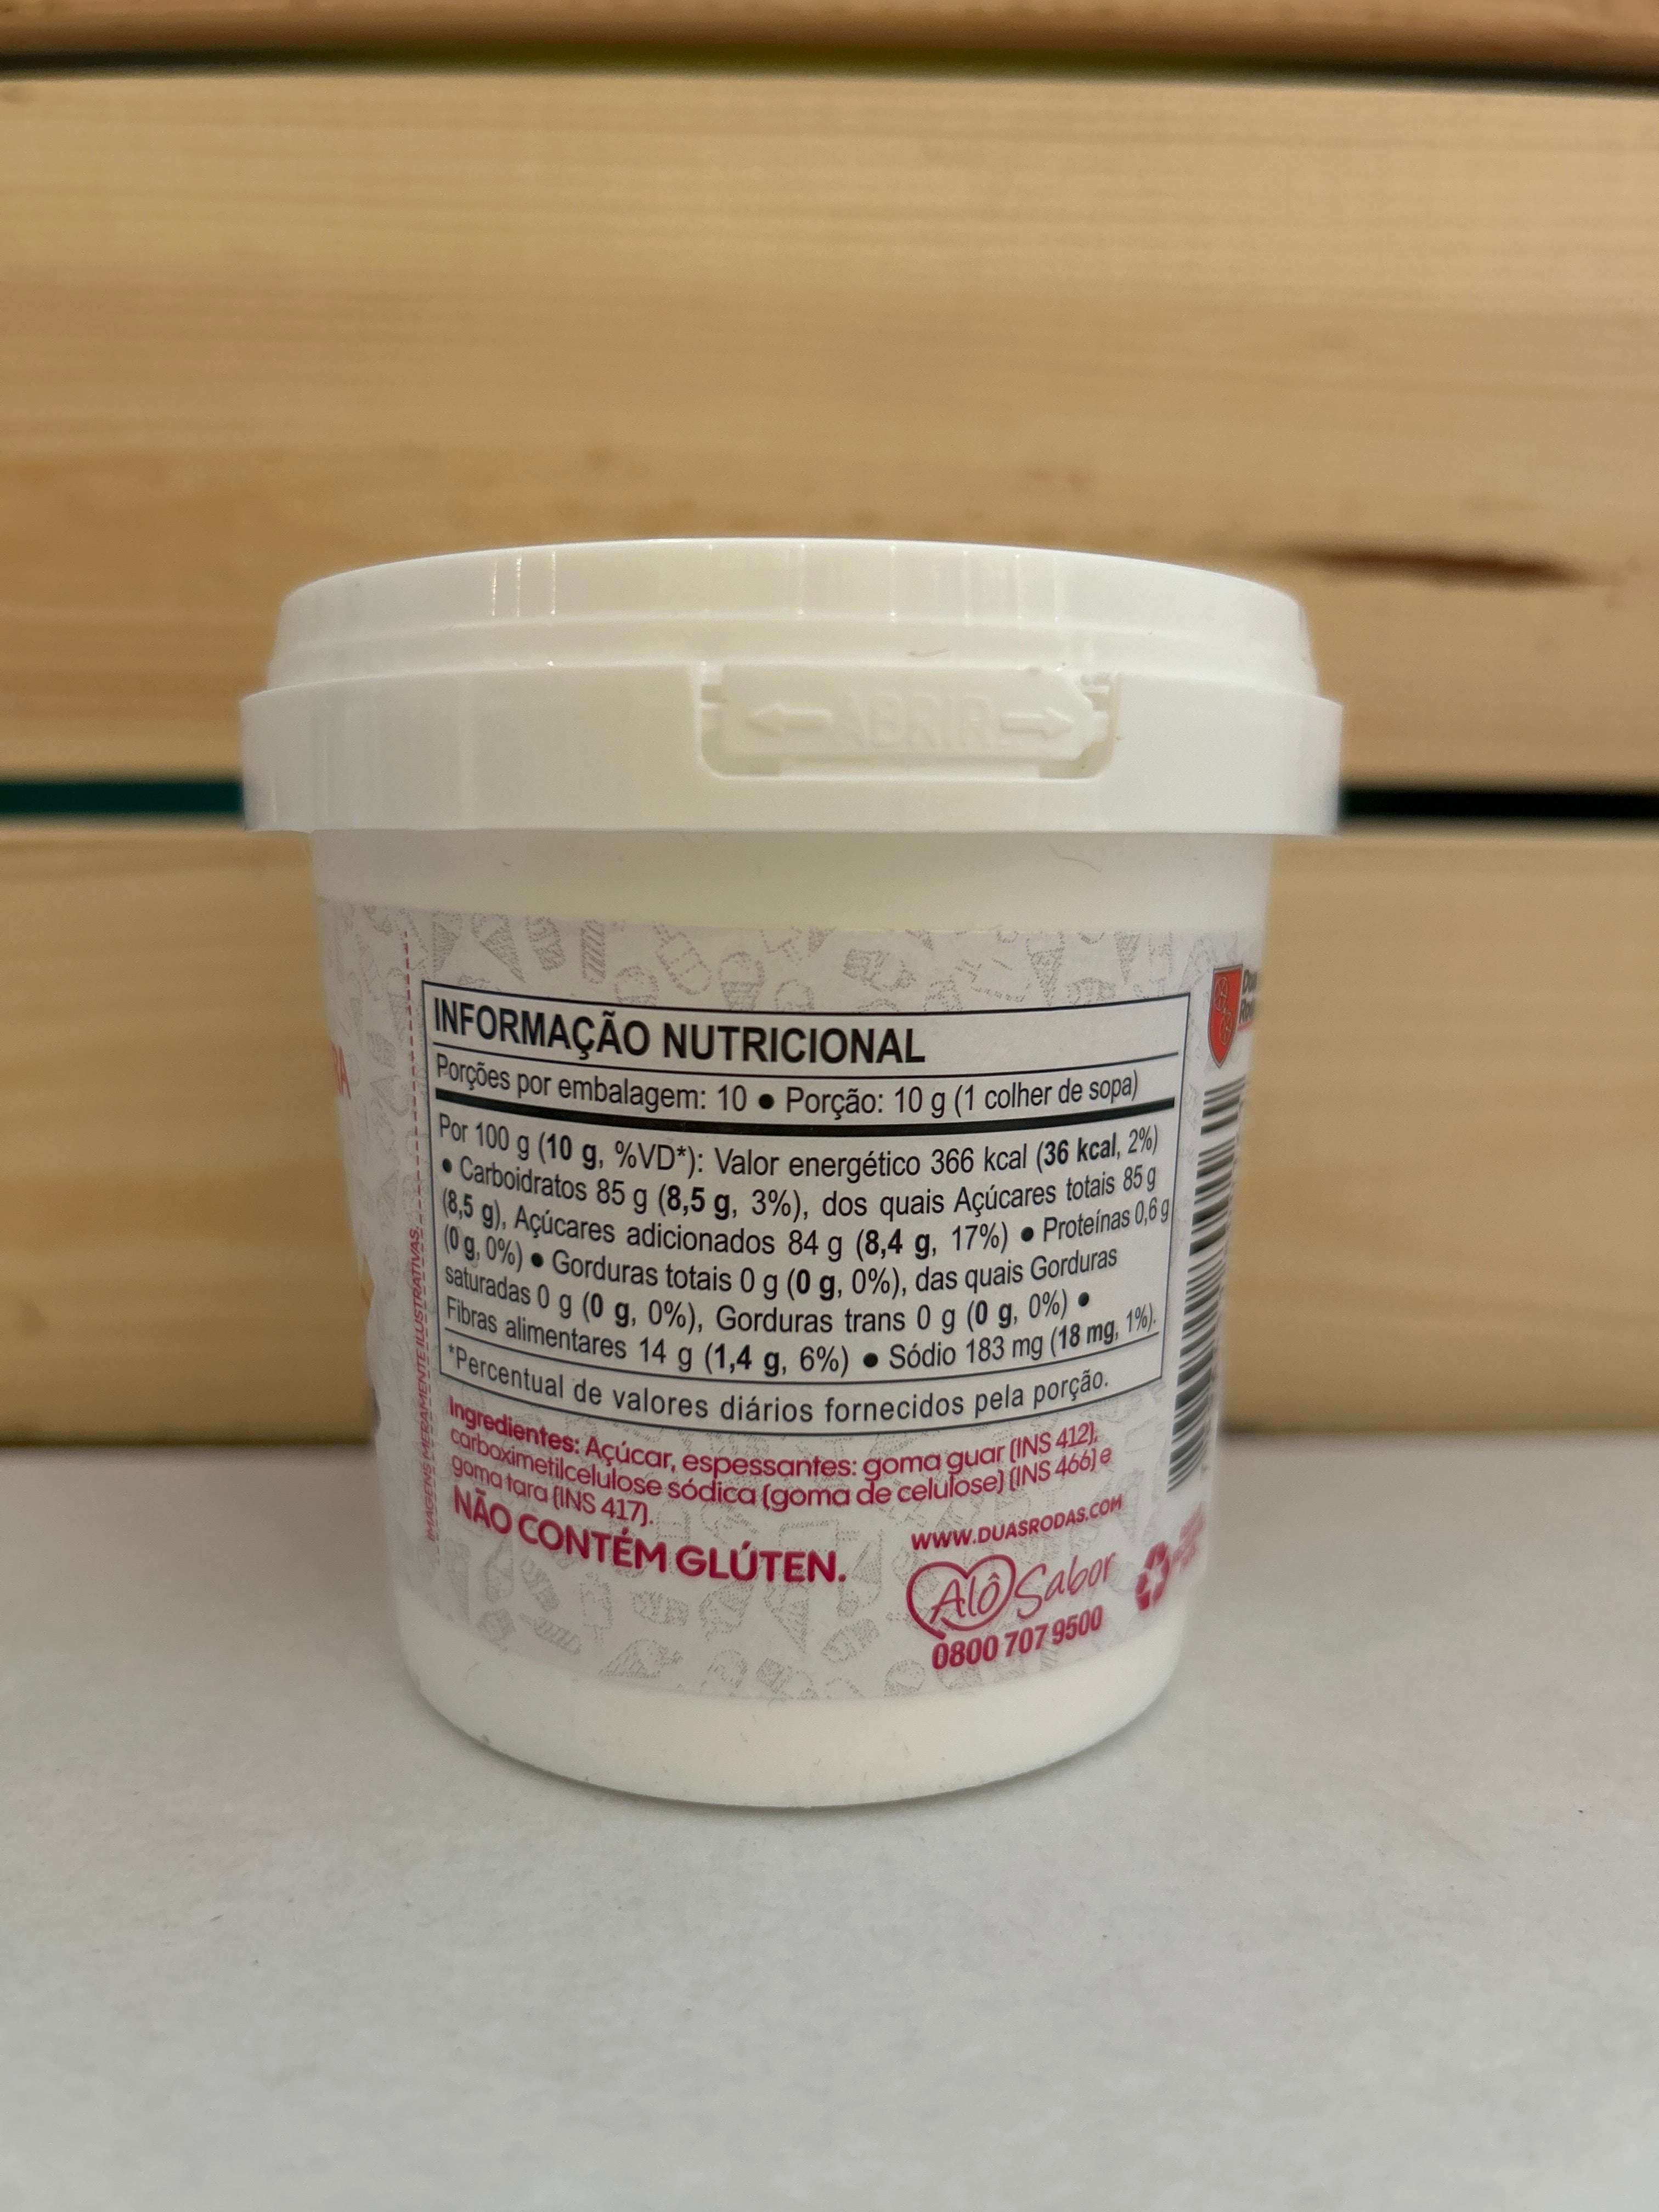 ABRIR
INFORMAÇÃO NUTRICIONAL
Porções por embalagem: 10 ● Porção: 10 g (1 colher de sopa)
Por 100 g (10 g, %VD*): Valor energético 366 kcal (36 kcal, 2%)
● Carboidratos 85 g (8,5 g, 3%), dos quais Açúcares totais 85 g
(8,5 g), Açúcares adicionados 84 g (8,4 g, 17%) ● Proteínas 0,6 g
(0 g, 0%) ● Gorduras totais 0 g (0 g, 0%), das quais Gorduras
saturadas 0 g (0 g, 0%), Gorduras trans 0 g (0 g, 0%) ●
Fibras alimentares 14 g (1,4 g, 6%) ● Sódio 183 mg (18 mg, 1%).
*Percentual de valores diários fornecidos pela porção.
Ingredientes: Açúcar, espessantes: goma guar (INS 412),
carboximetilcelulose sódica (goma de celulose) (INS 466) e
goma tara (INS 417).
NÃO CONTÉM GLÚTEN.
WWW.DUASRODAS.COM
Alô Sabor
0800 707 9500
IMAGENS MERAMENTE ILUSTRATIVAS.